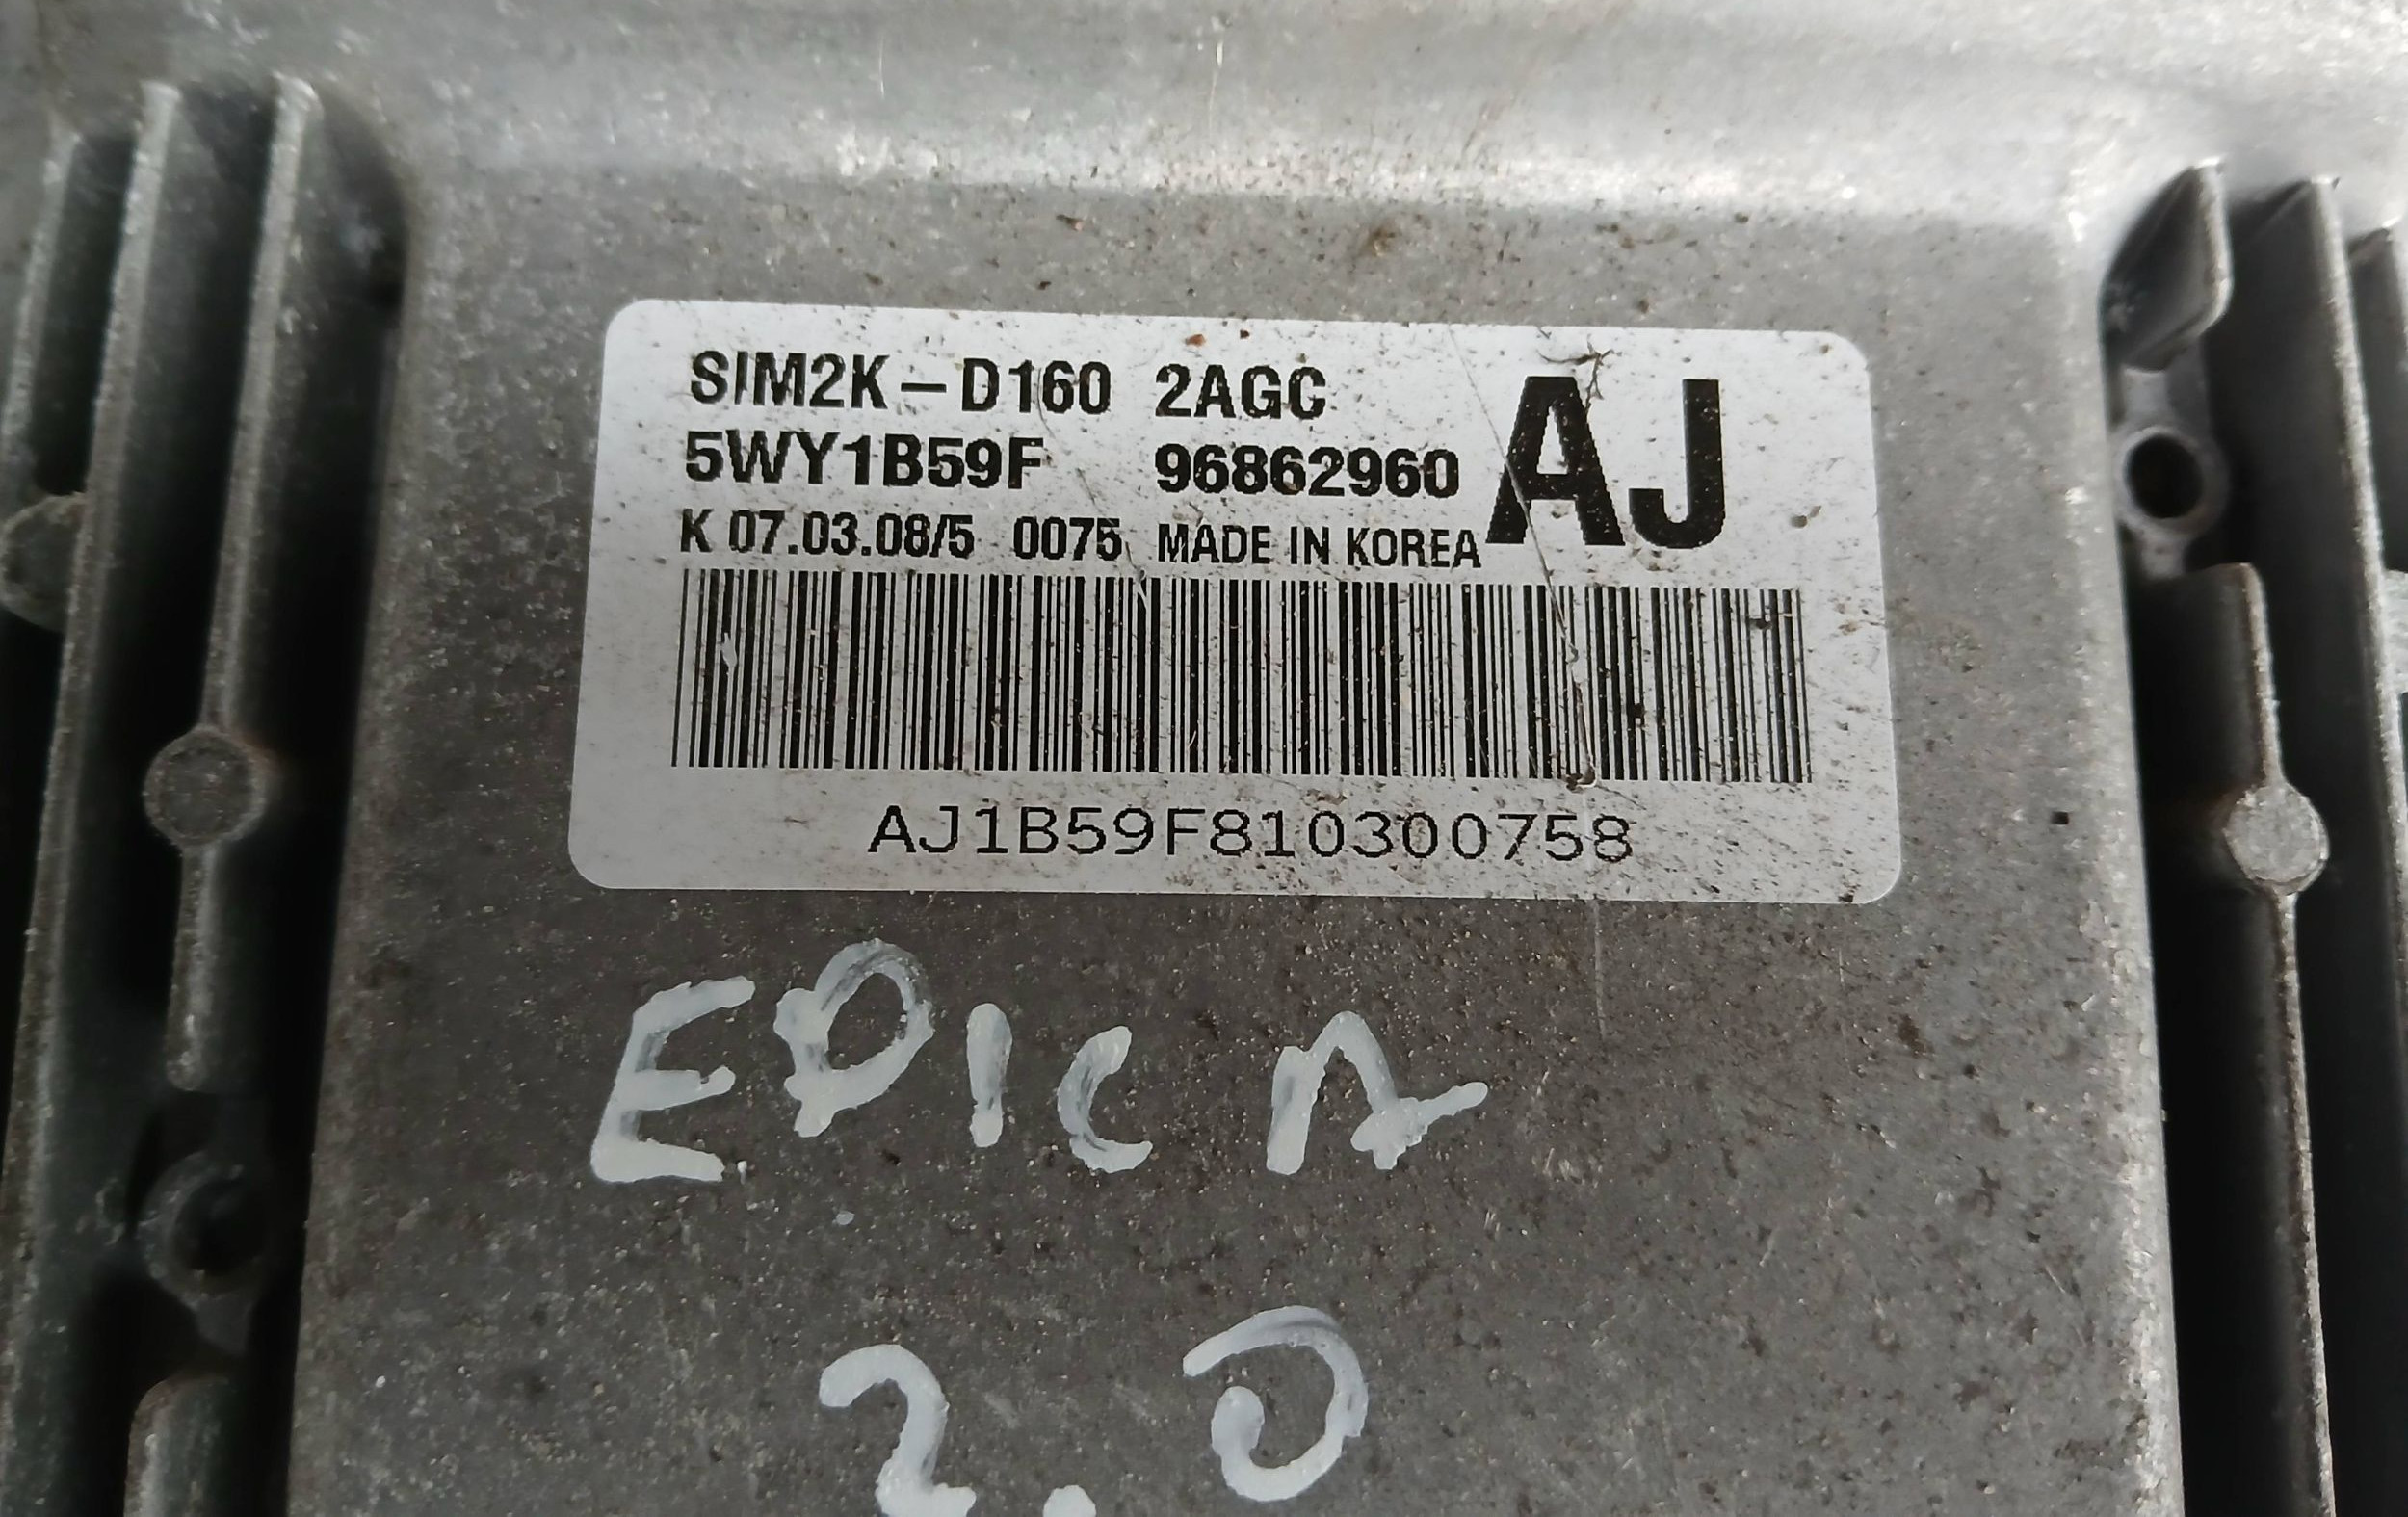 SIM2K-D160 2AGC AJ
5WY1B59F 96862960
K 07.03.08/5 0075 MADE IN KOREA
AJ1B59F810300758
EPICA
2.0